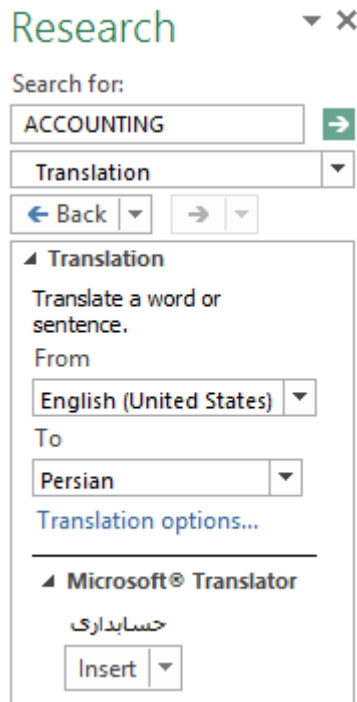 Research
Search for:
ACCOUNTING
Translation
Back
Translation
Translate a word or
sentence.
From
English (United States)
To
Persian
Translation options...
Microsoft® Translator
حسابداری
Insert